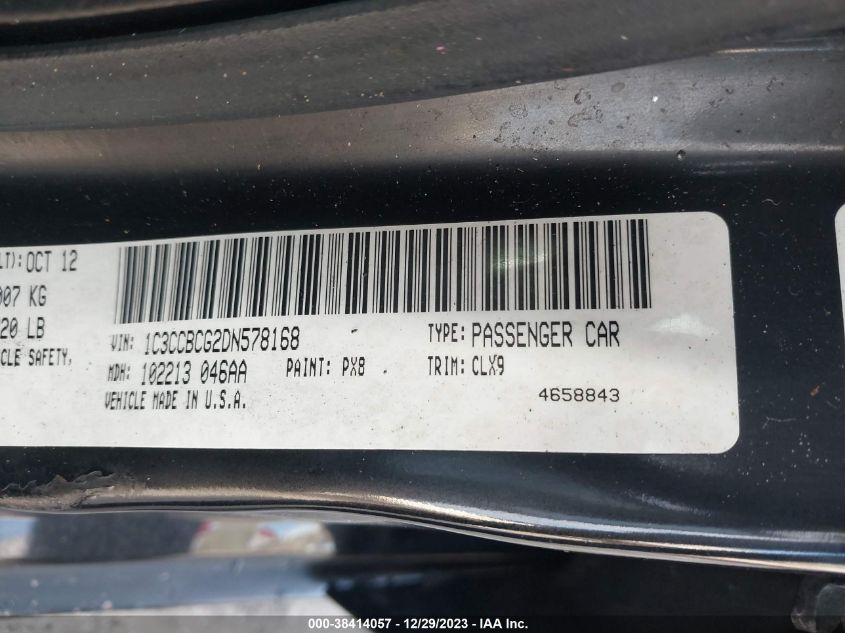 LT): OCT 12
007 KG
20 LB
CLE SAFETY,
VIN: 1C3CCBCG2DN578168
TYPE: PASSENGER CAR
MDH: 102213 046AA
PAINT: PX8
TRIM: CLX9
VEHICLE MADE IN U.S.A.
4658843
000-38414057 - 12/29/2023 - IAA Inc.